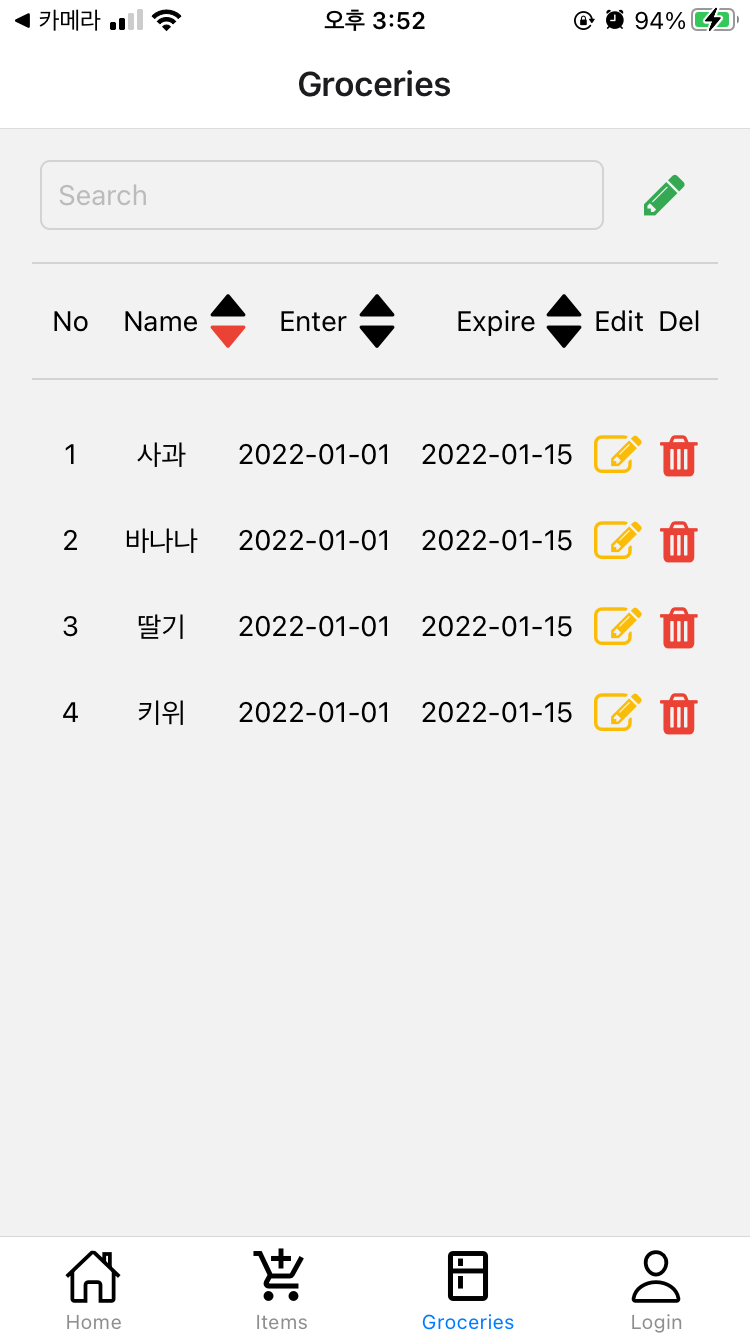 카메라 오후 3:52 94%
Groceries
Search
No Name Enter Expire Edit Del
1 사과 2022-01-01 2022-01-15
2 바나나 2022-01-01 2022-01-15
3 딸기 2022-01-01 2022-01-15
4 키위 2022-01-01 2022-01-15
Home Items Groceries Login